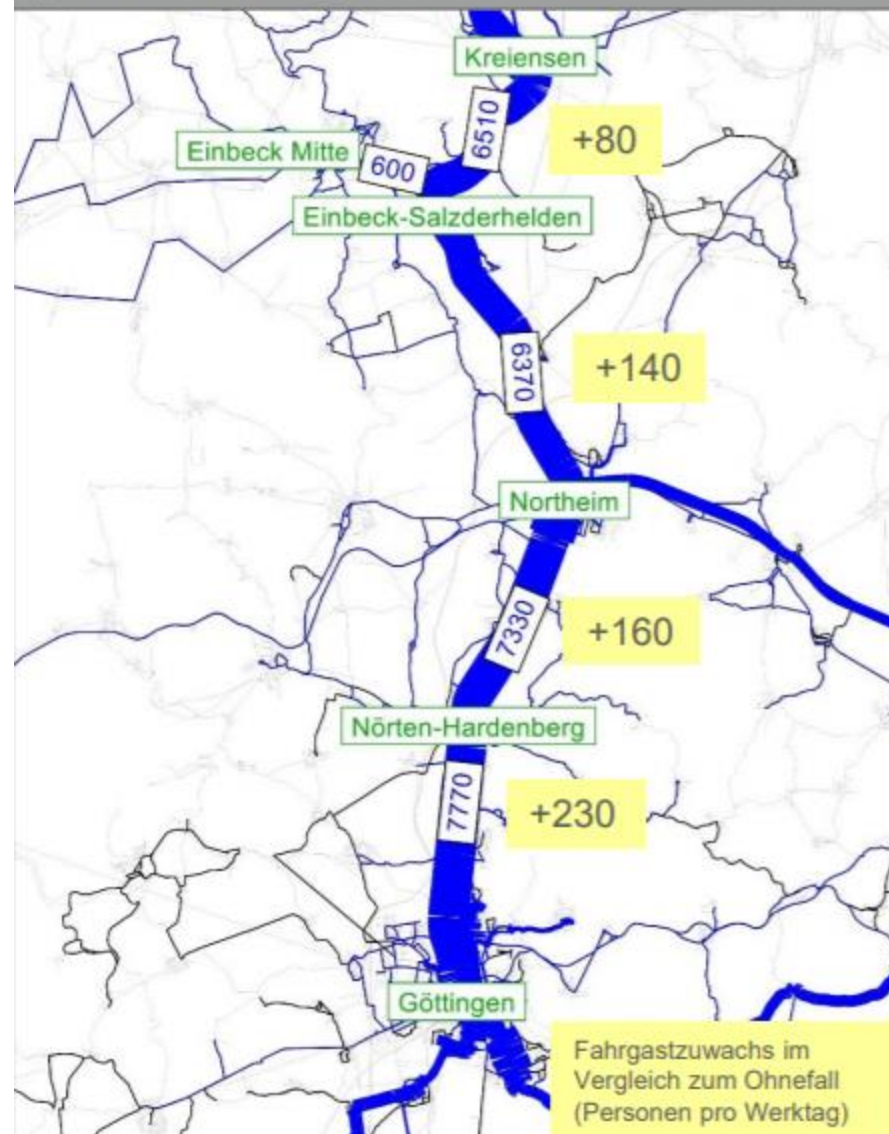 Kreiensen
6510
+80
Einbeck Mitte
600
Einbeck-Salzderhelden
6370
+140
Northeim
7330
+160
Nörten-Hardenberg
7770
+230
Göttingen
Fahrgastzuwachs im
Vergleich zum Ohnefall
(Personen pro Werktag)